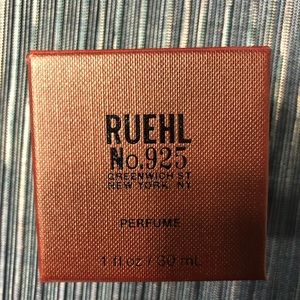 RUEHL
No.925
GREENWICH ST
NEW YORK, NY
PERFUME
1 fl oz / 30 mL